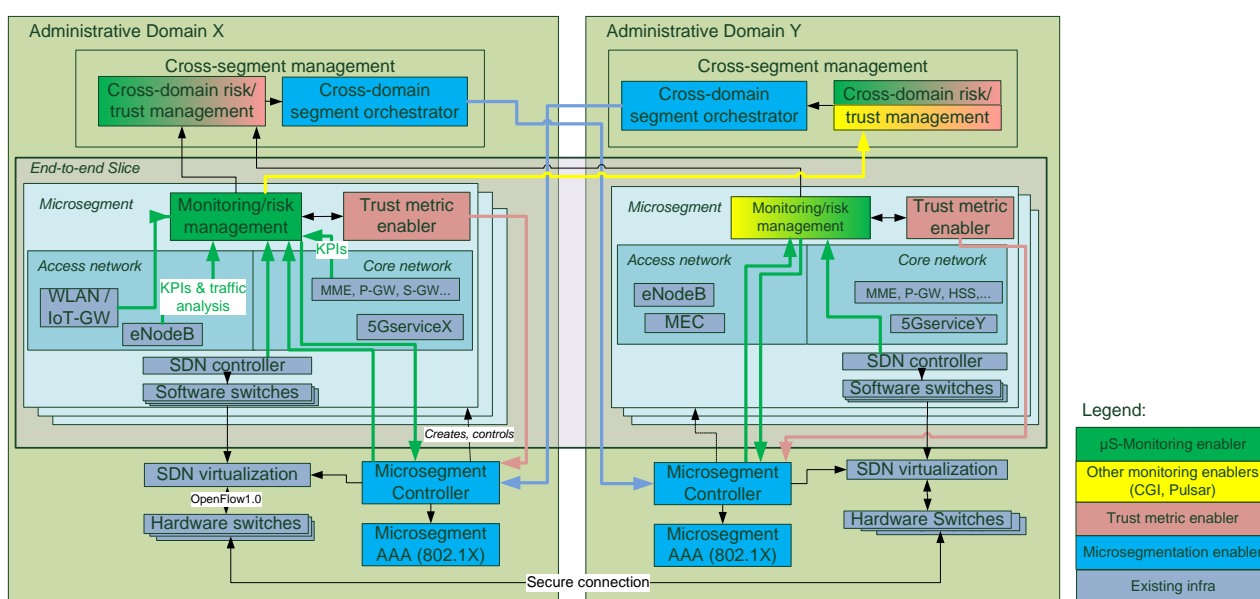 Administrative Domain X
Cross-segment management
Cross-domain risk/
trust management
Cross-domain
segment orchestrator
End-to-end Slice
Microsegment
Monitoring/risk
management
Trust metric
enabler
KPIs
Access network
Core network
KPIs & traffic
analysis
WLAN /
IoT-GW
eNodeB
MME, P-GW, S-GW...
5GserviceX
SDN controller
Software switches
Creates, controls
SDN virtualization
OpenFlow1.0
Hardware switches
Microsegment
Controller
Microsegment
AAA (802.1X)
Secure connection
Administrative Domain Y
Cross-segment management
Cross-domain
segment orchestrator
Cross-domain risk/
trust management
Microsegment
Monitoring/risk
management
Trust metric
enabler
Access network
Core network
eNodeB
MEC
MME, P-GW, HSS,...
5GserviceY
SDN controller
Software switches
Microsegment
Controller
SDN virtualization
Microsegment
AAA (802.1X)
Hardware Switches
Legend:
µS-Monitoring enabler
Other monitoring enablers
(CGI, Pulsar)
Trust metric enabler
Microsegmentation enabler
Existing infra